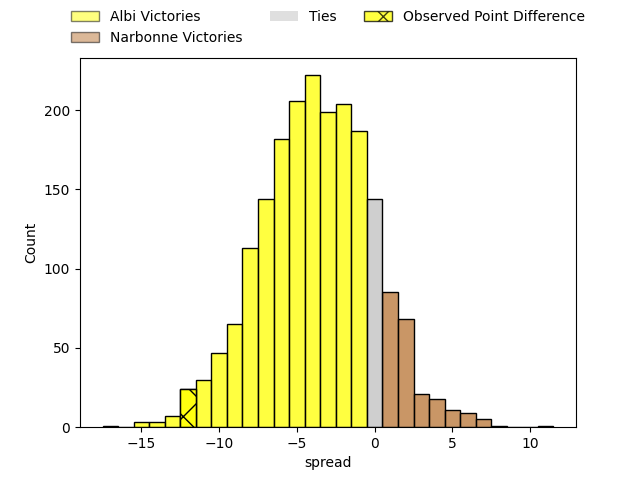 Albi Victories
Narbonne Victories
Ties
Observed Point Difference
200
150
100
50
0
Count
−15
−10
−5
0
5
10
spread